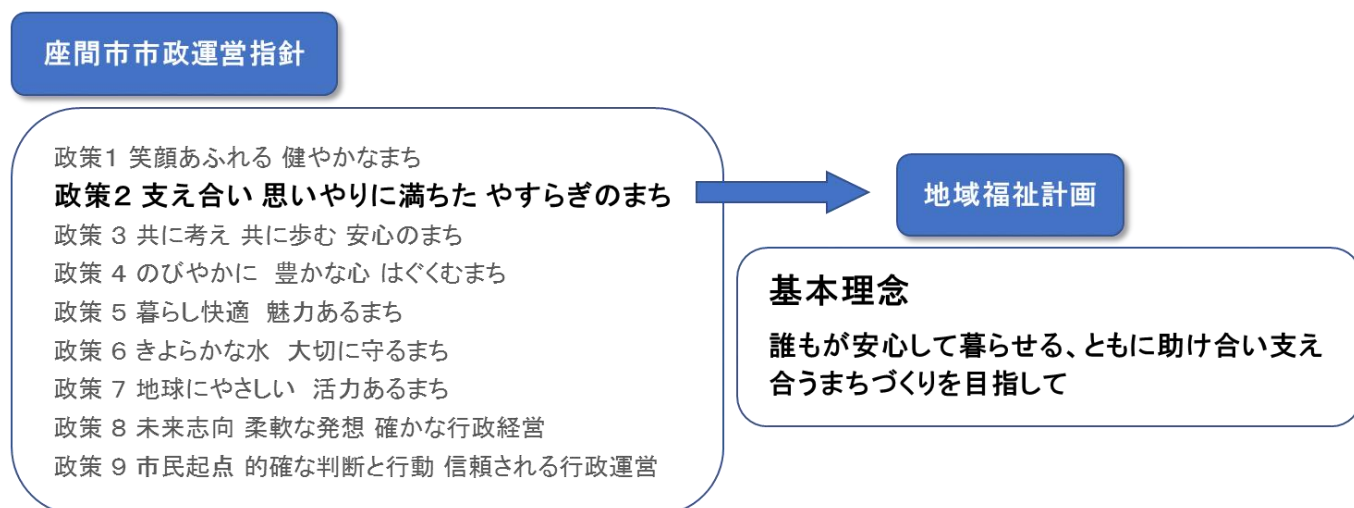 座間市市政運営指針
政策1 笑顔あふれる 健やかなまち
政策2 支え合い 思いやりに満ちた やすらぎのまち
政策 3 共に考え 共に歩む 安心のまち
政策 4 のびやかに 豊かな心 はぐくむまち
政策 5 暮らし快適 魅力あるまち
政策 6 きよらかな水 大切に守るまち
政策 7 地球にやさしい 活力あるまち
政策 8 未来志向 柔軟な発想 確かな行政経営
政策 9 市民起点 的確な判断と行動 信頼される行政運営
地域福祉計画
基本理念
誰もが安心して暮らせる、ともに助け合い支え
合うまちづくりを目指して